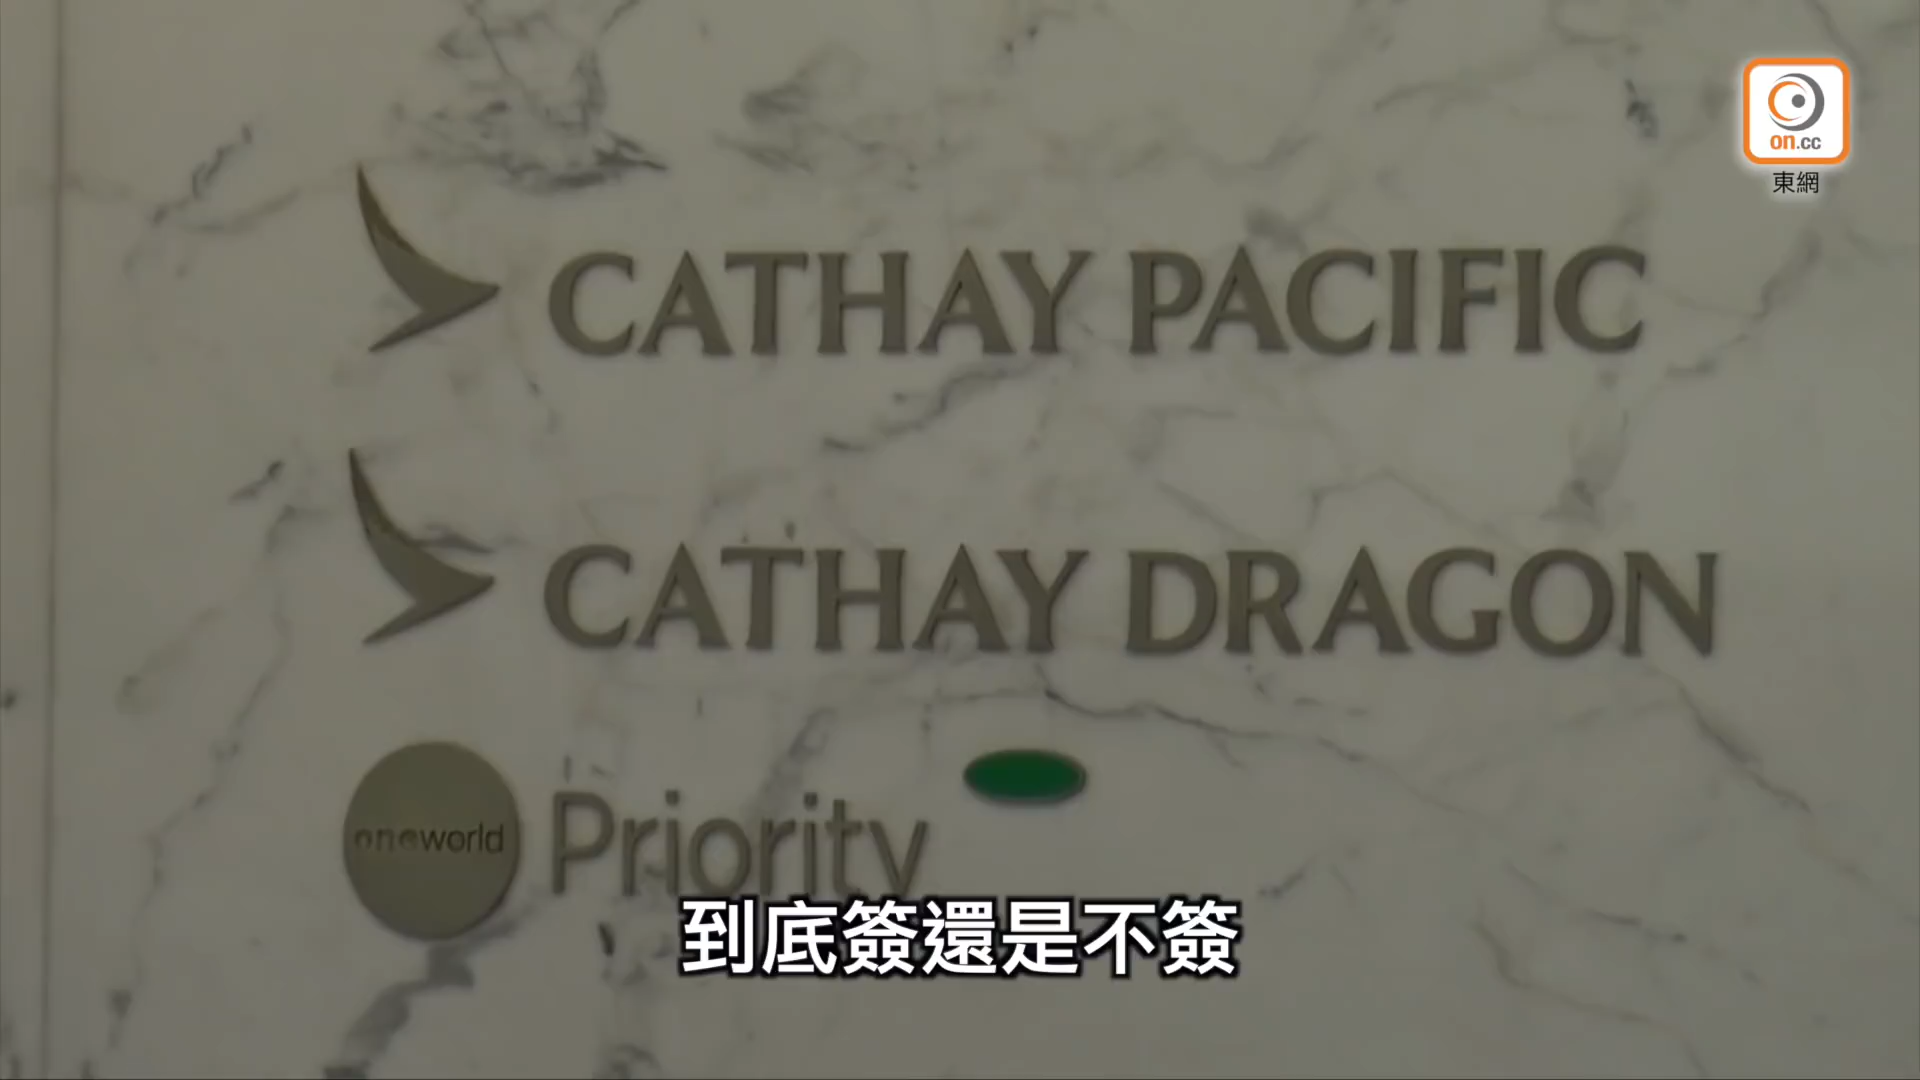 on.cc
東網
CATHAY PACIFIC
CATHAY DRAGON
oneworld Priority
到底簽還是不簽